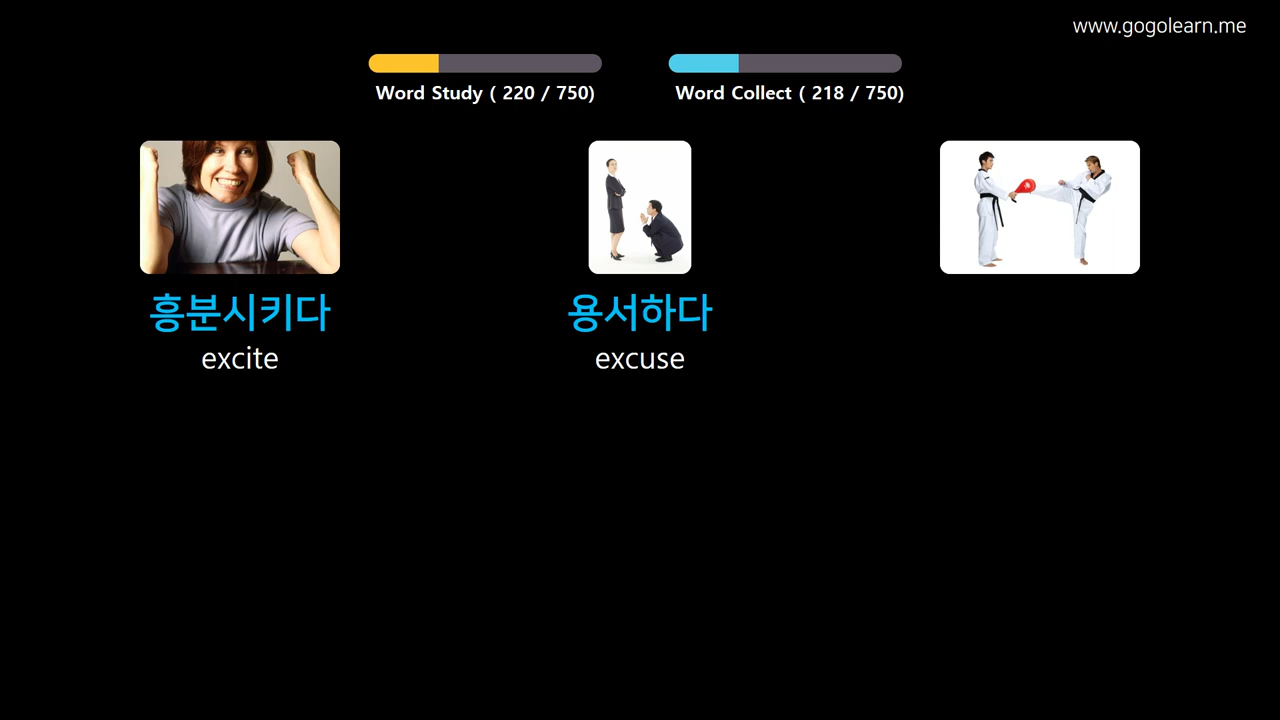 www.gogolearn.me
Word Study ( 220 / 750)
Word Collect ( 218 / 750)
흥분시키다
excite
용서하다
excuse